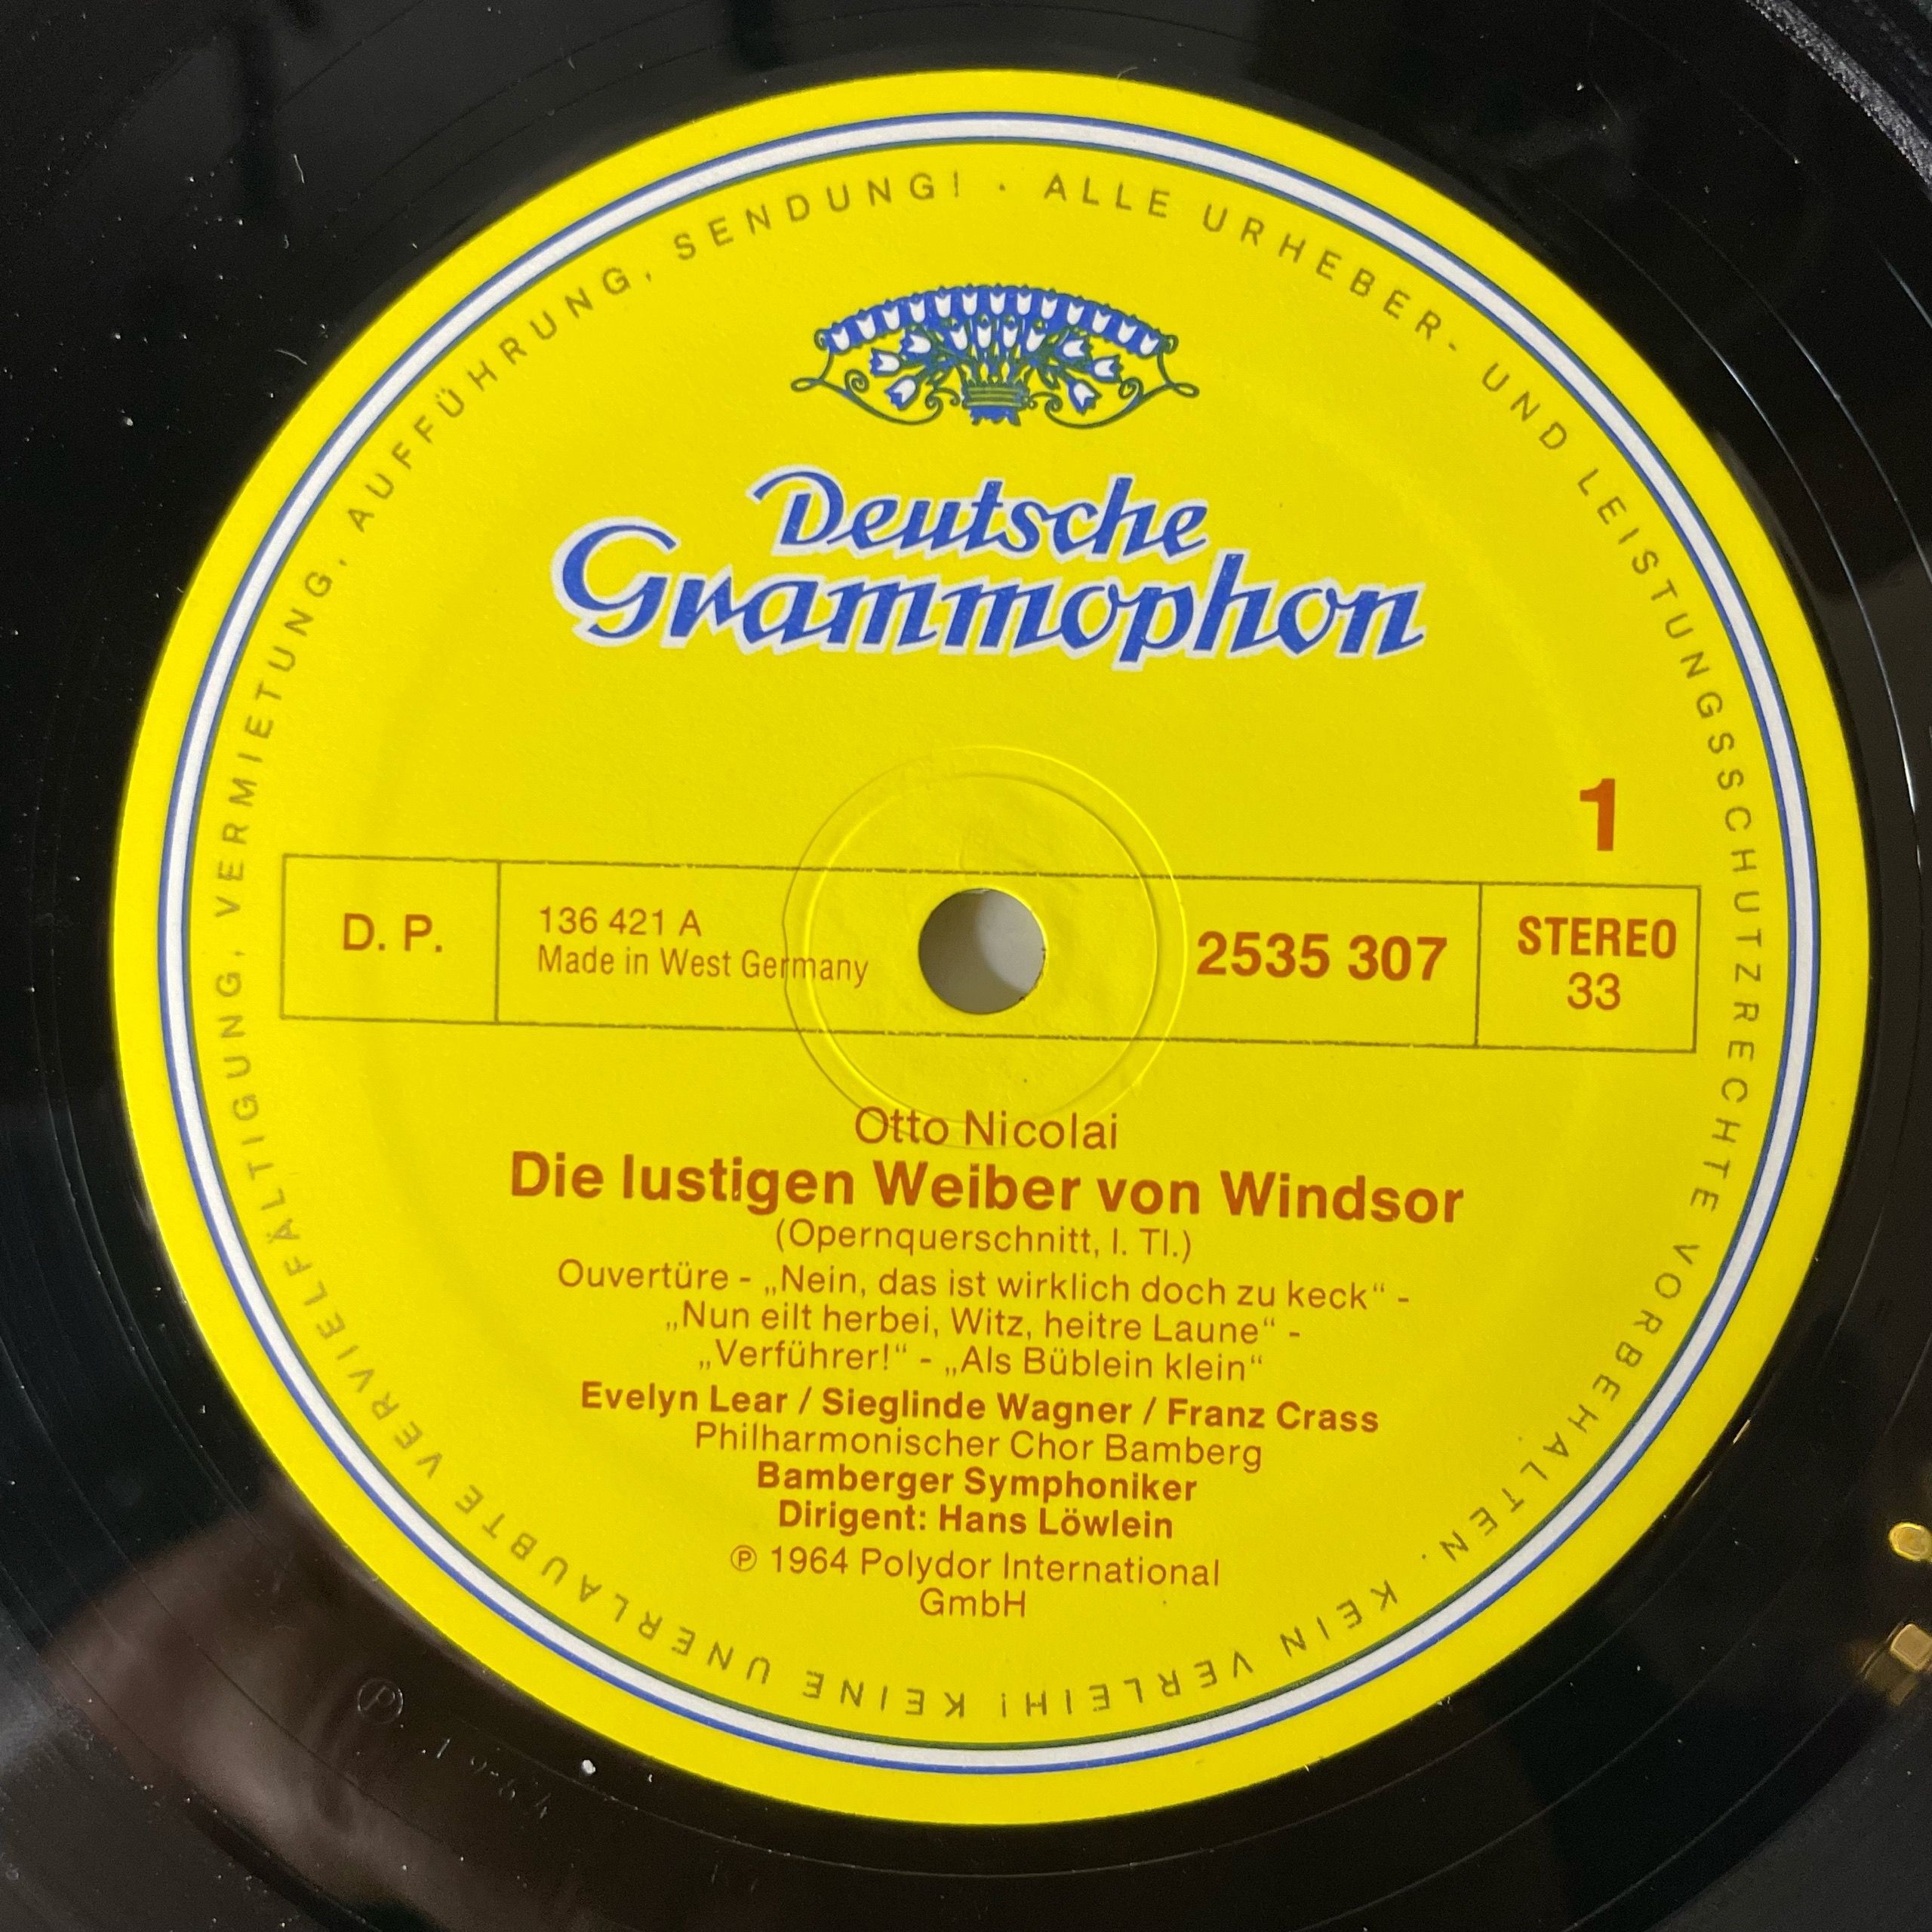 ALLE URHEBER- UND LEISTUNGSSCHUTZRECHTE VORBEHALTEN. KEIN VERLEIH! KEINE UNERLAUBTE VERVIELFÄLTIGUNG, VERMIETUNG, AUFFÜHRUNG, SENDUNG! ·
Deutsche
Grammophon
1
D. P.
136 421 A
Made in West Germany
2535 307
STEREO
33
Otto Nicolai
Die lustigen Weiber von Windsor
(Opernquerschnitt, I. Tl.)
Ouvertüre - „Nein, das ist wirklich doch zu keck“ -
„Nun eilt herbei, Witz, heitre Laune“ -
„Verführer!“ - „Als Büblein klein“
Evelyn Lear / Sieglinde Wagner / Franz Crass
Philharmonischer Chor Bamberg
Bamberger Symphoniker
Dirigent: Hans Löwlein
℗ 1964 Polydor International
GmbH
℗ 1964